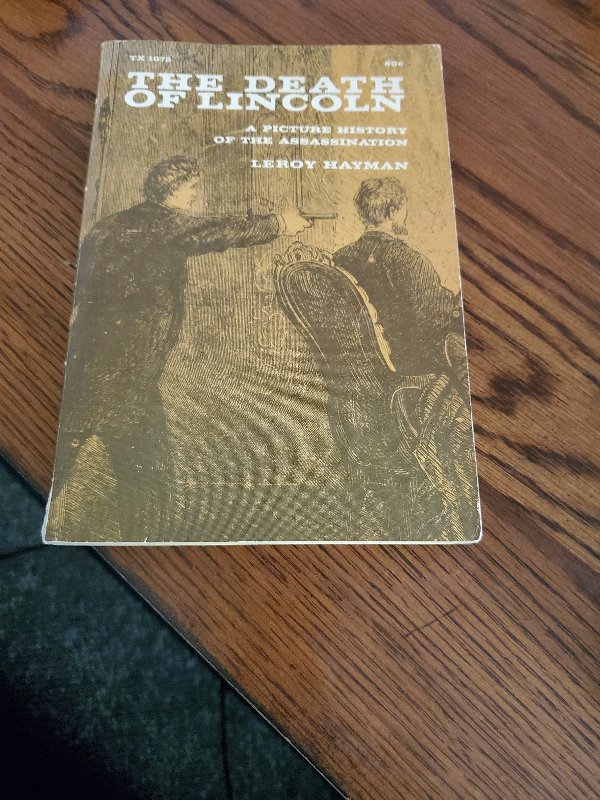 TX 1072 60¢
THE DEATH
OF LINCOLN
A PICTURE HISTORY
OF THE ASSASSINATION
LEROY HAYMAN